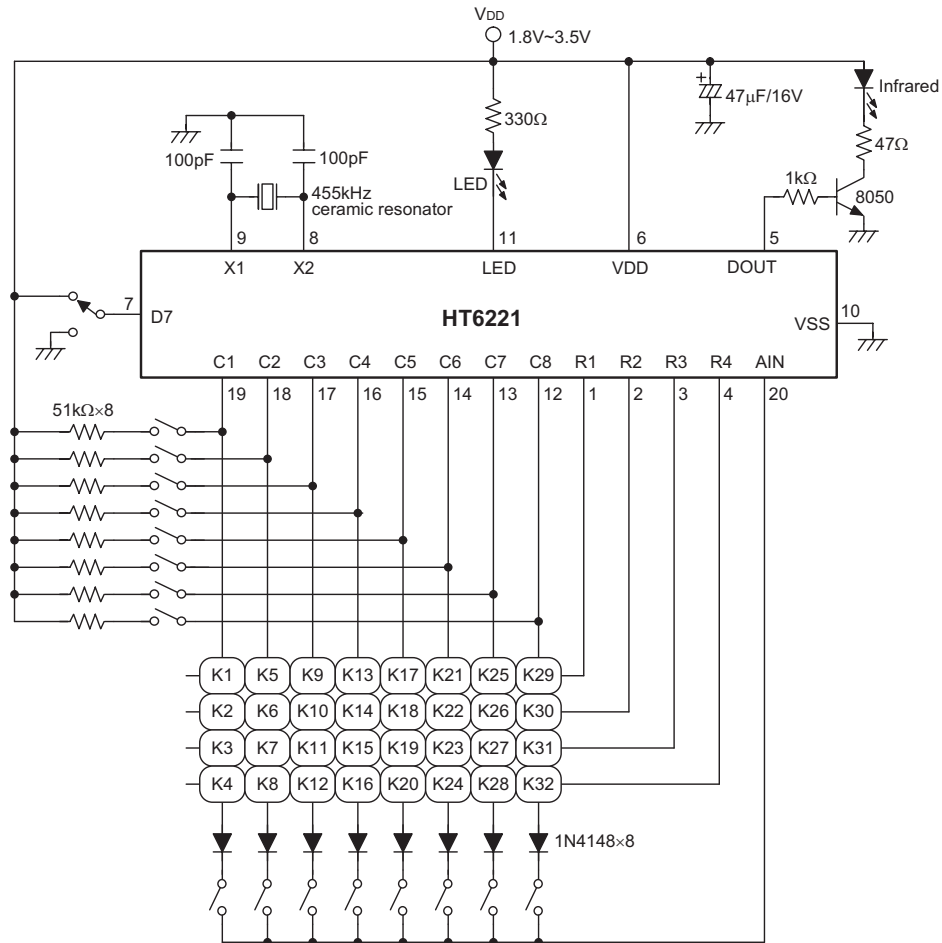 VDD
1.8V~3.5V
47µF/16V
Infrared
330Ω
47Ω
100pF
100pF
LED
1kΩ
8050
455kHz
ceramic resonator
9 8 11 6 5
X1 X2 LED VDD DOUT
7 D7
HT6221
VSS 10
C1 C2 C3 C4 C5 C6 C7 C8 R1 R2 R3 R4 AIN
19 18 17 16 15 14 13 12 1 2 3 4 20
51kΩ×8
K1 K5 K9 K13 K17 K21 K25 K29
K2 K6 K10 K14 K18 K22 K26 K30
K3 K7 K11 K15 K19 K23 K27 K31
K4 K8 K12 K16 K20 K24 K28 K32
1N4148×8